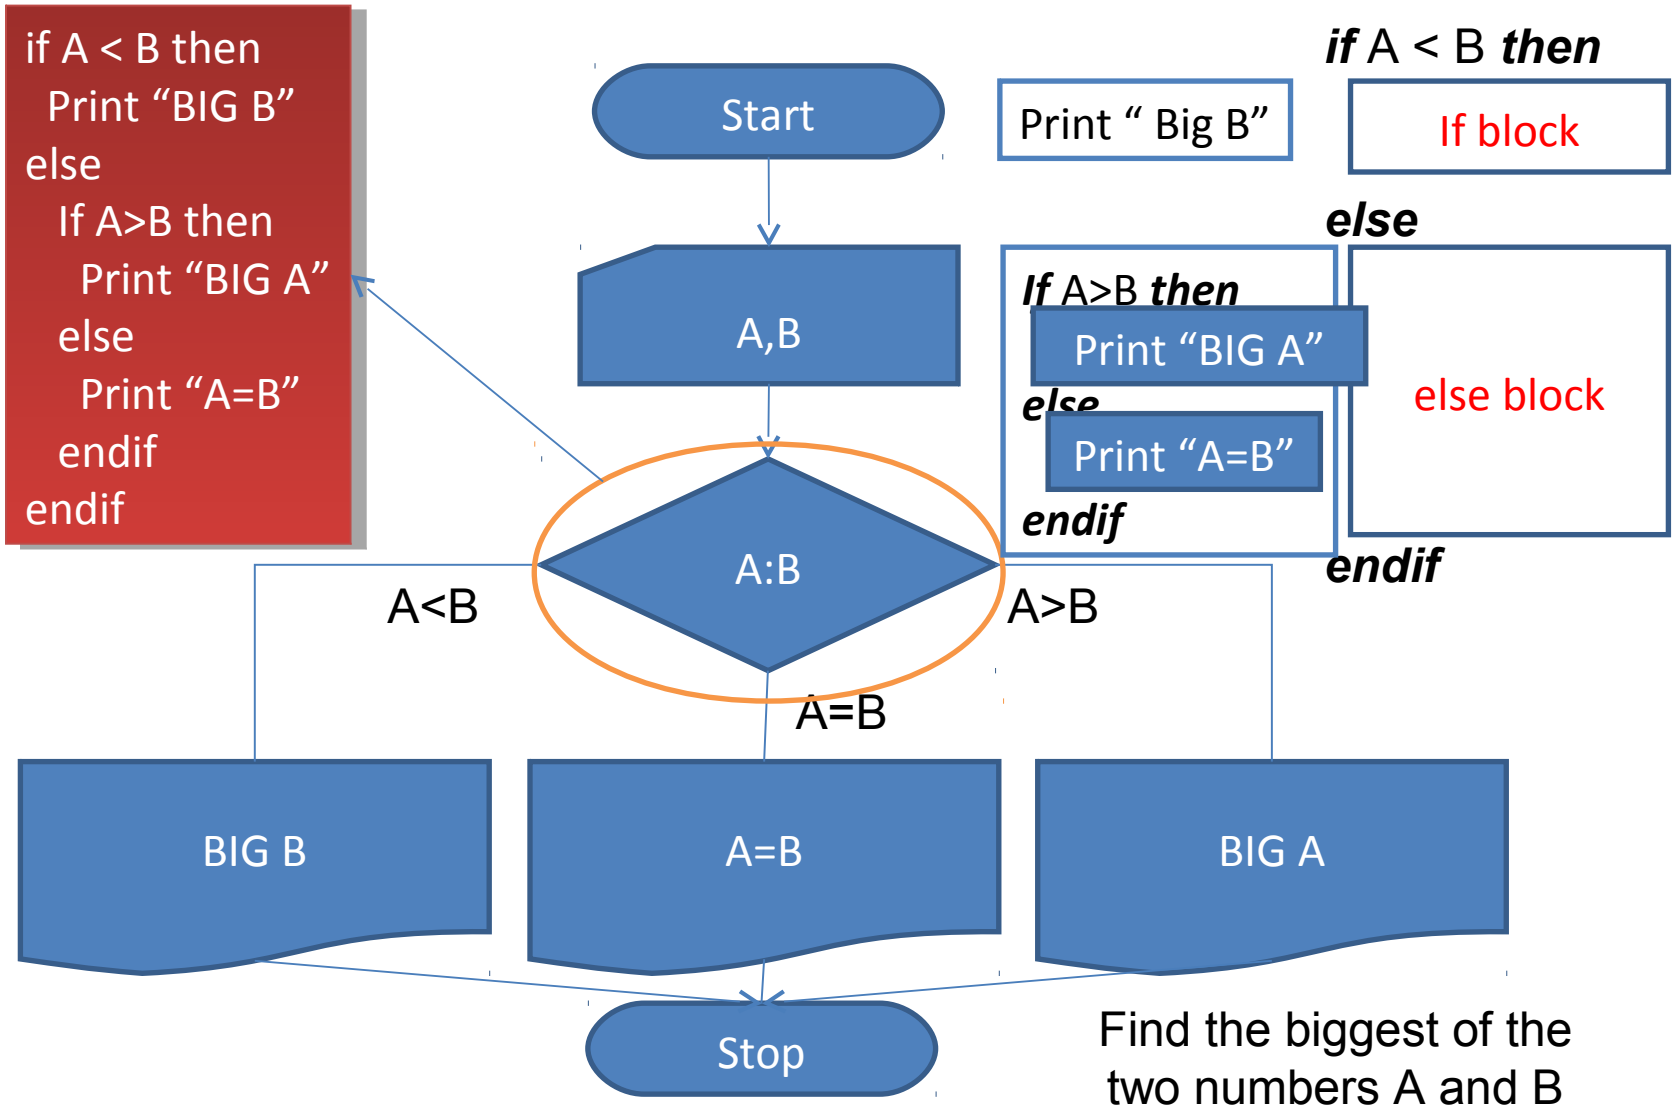 if A < B then
Print “BIG B”
else
If A>B then
Print “BIG A”
else
Print “A=B”
endif
endif
Start
A,B
A:B
A<B
A=B
A>B
BIG B
A=B
BIG A
Stop
Print “ Big B”
If A>B then
Print “BIG A”
else
Print “A=B”
endif
if A < B then
If block
else
else block
endif
Find the biggest of the
two numbers A and B